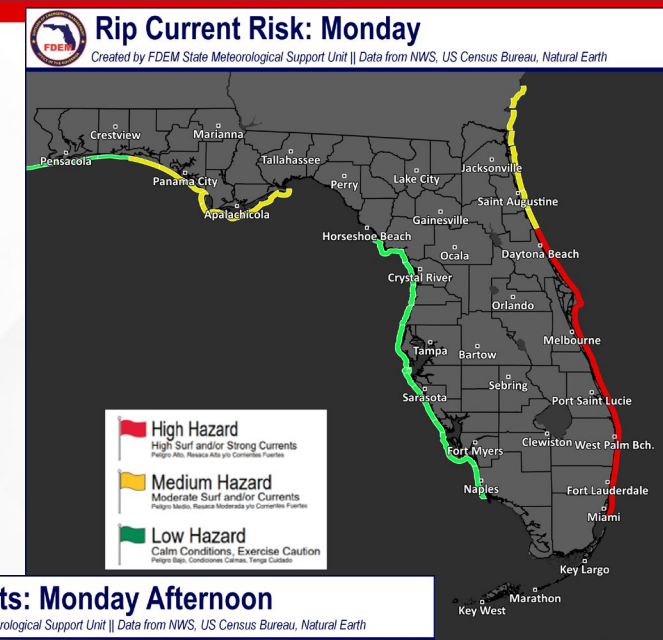 Rip Current Risk: Monday
FDEM
Created by FDEM State Meteorological Support Unit || Data from NWS, US Census Bureau, Natural Earth
Crestview
Marianna
Pensacola
Tallahassee
Jacksonville
Panama City
Perry
Lake City
Saint Augustine
Apalachicola
Gainesville
Horseshoe Beach
Ocala
Daytona Beach
Crystal River
Orlando
Melbourne
Tampa
Bartow
Sebring
Sarasota
Port Saint Lucie
Clewiston
West Palm Bch.
Fort Myers
Naples
Fort Lauderdale
Miami
Key Largo
Marathon
Key West
High Hazard
High Surf and/or Strong Currents
Peligro Alto, Resaca Alta y/o Corrientes Fuertes
Medium Hazard
Moderate Surf and/or Currents
Peligro Medio, Resaca Moderada y/o Corrientes Fuertes
Low Hazard
Calm Conditions, Exercise Caution
Peligro Bajo, Condiciones Calmas, Tenga Cuidado
ts: Monday Afternoon
rological Support Unit || Data from NWS, US Census Bureau, Natural Earth